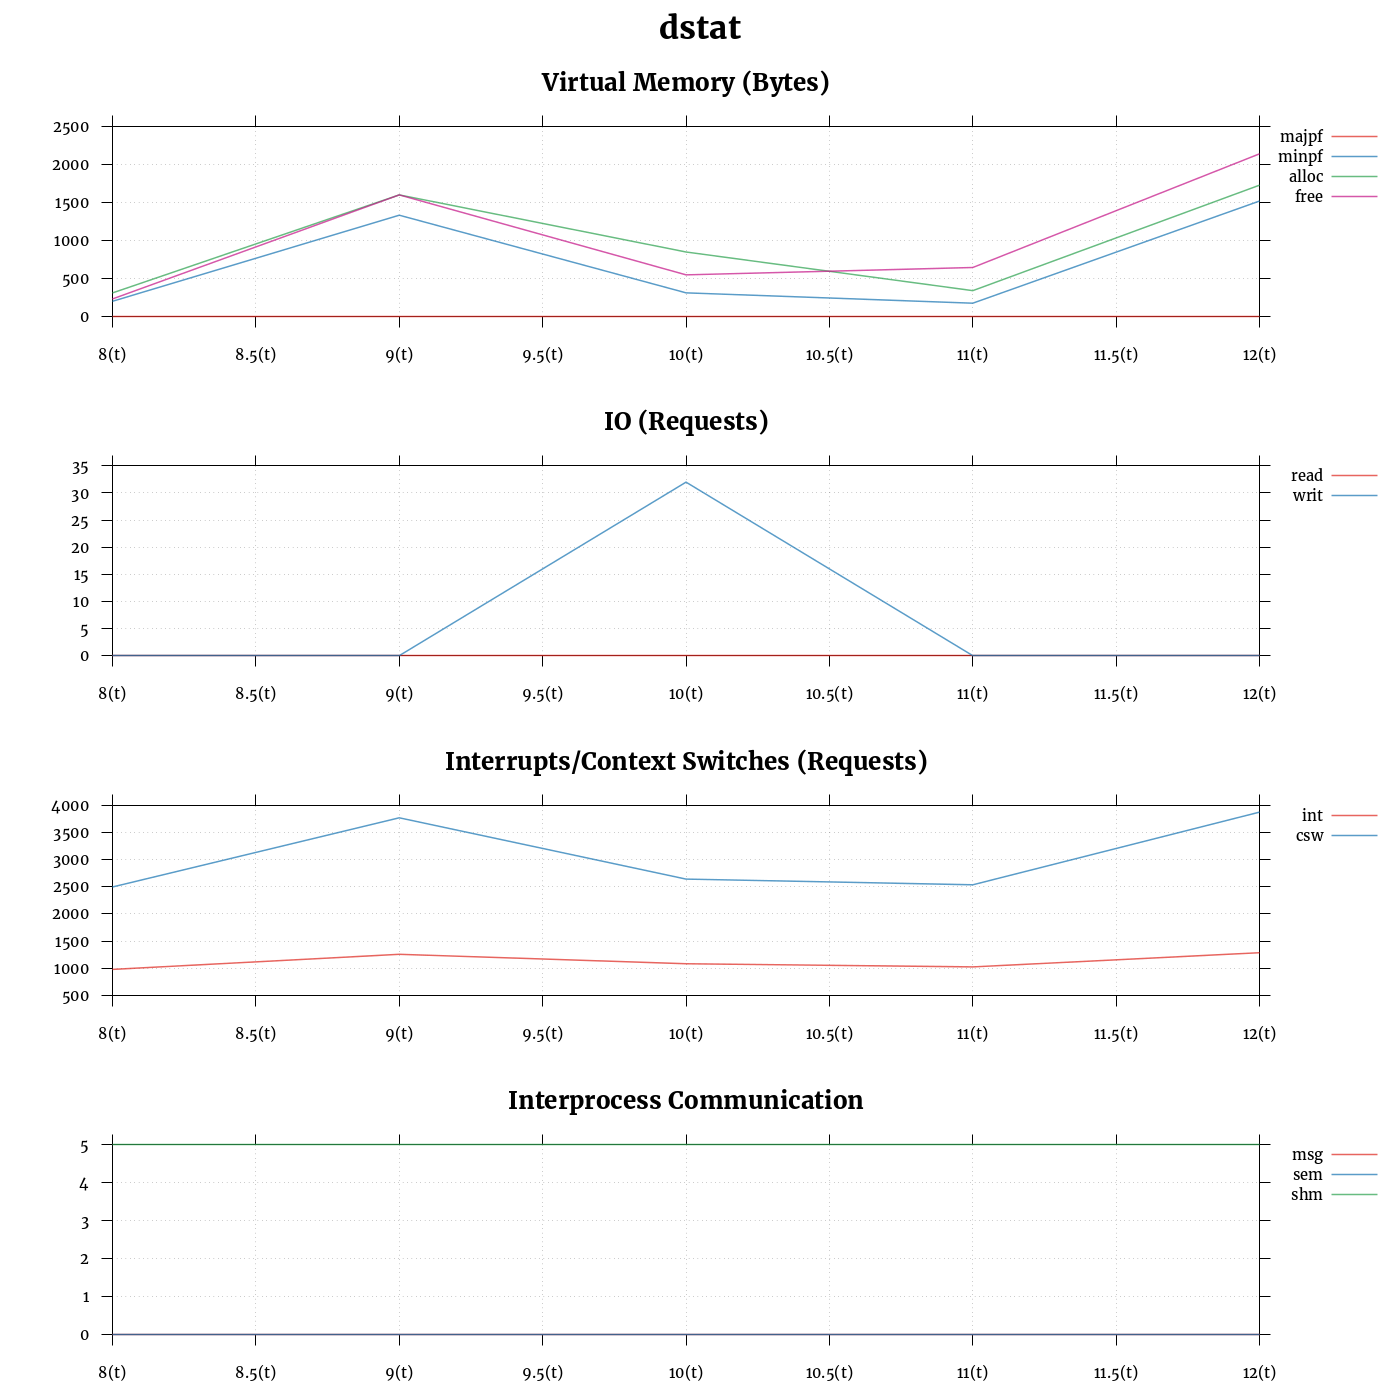 dstat
Virtual Memory (Bytes)
2500
2000
1500
1000
500
0
8(t) 8.5(t) 9(t) 9.5(t) 10(t) 10.5(t) 11(t) 11.5(t) 12(t)
majpf
minpf
alloc
free
IO (Requests)
35
30
25
20
15
10
5
0
8(t) 8.5(t) 9(t) 9.5(t) 10(t) 10.5(t) 11(t) 11.5(t) 12(t)
read
writ
Interrupts/Context Switches (Requests)
4000
3500
3000
2500
2000
1500
1000
500
8(t) 8.5(t) 9(t) 9.5(t) 10(t) 10.5(t) 11(t) 11.5(t) 12(t)
int
csw
Interprocess Communication
5
4
3
2
1
0
8(t) 8.5(t) 9(t) 9.5(t) 10(t) 10.5(t) 11(t) 11.5(t) 12(t)
msg
sem
shm